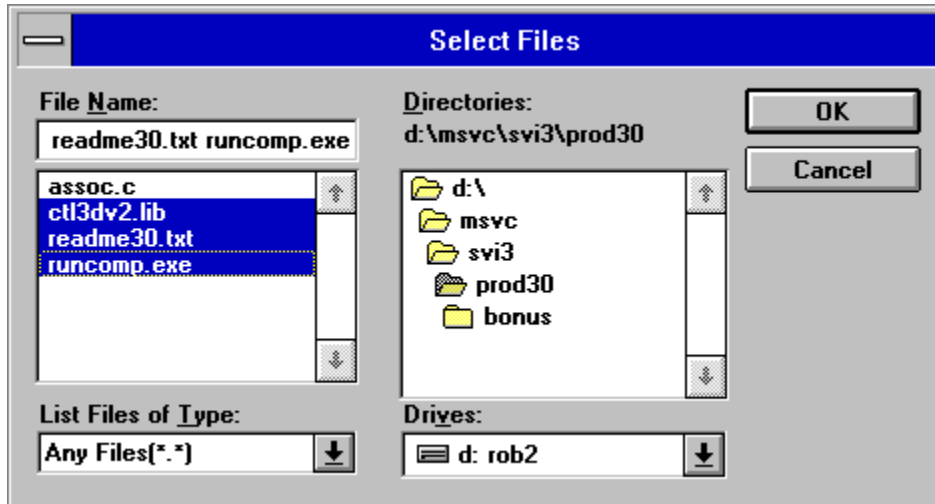 Select Files
File Name:
readme30.txt runcomp.exe
assoc.c
ctl3dv2.lib
readme30.txt
runcomp.exe
List Files of Type:
Any Files(*.*)
Directories:
d:\msvc\svi3\prod30
d:\
msvc
svi3
prod30
bonus
Drives:
d: rob2
OK
Cancel